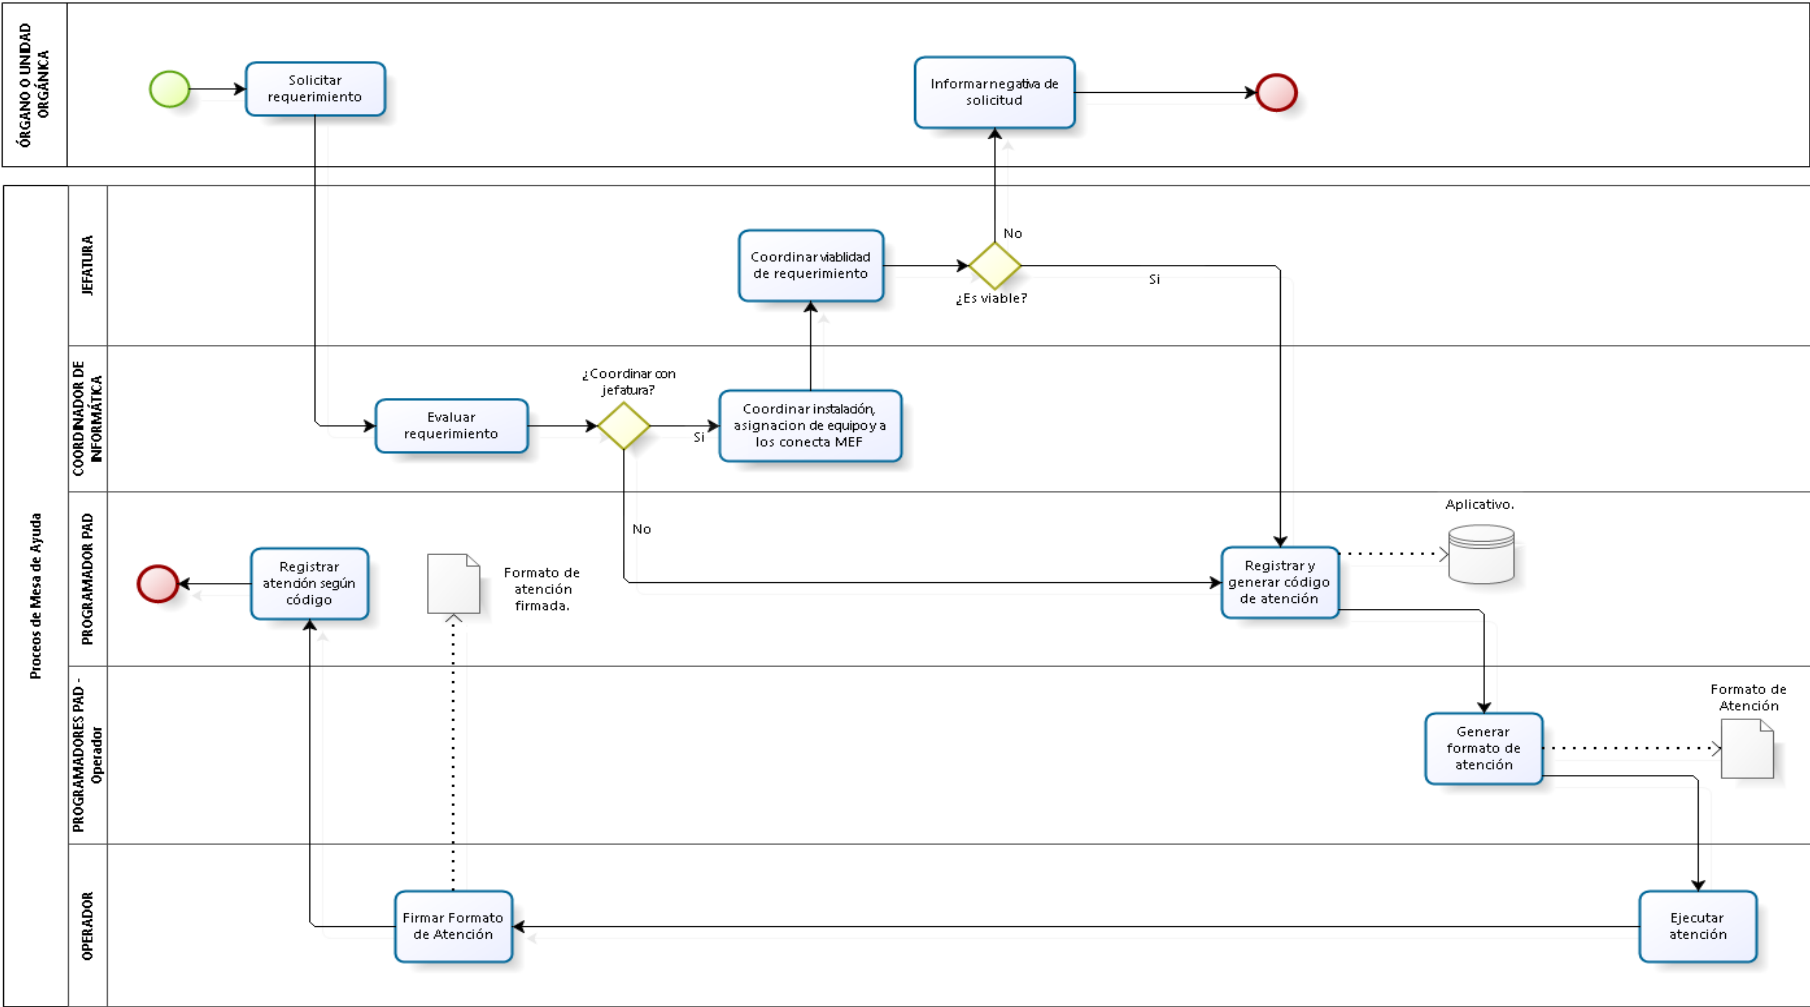 ÓRGANO O UNIDAD
ORGÁNICA
Solicitar
requerimiento
Informar negativa de
solicitud
Proceos de Mesa de Ayuda
JEFATURA
Coordinar viablidad
de requerimiento
No
¿Es viable?
Si
COORDINADOR DE
INFORMÁTICA
Evaluar
requerimiento
¿Coordinar con
jefatura?
Si
Coordinar instalación,
asignacion de equipo y a
los conecta MEF
PROGRAMADOR PAD
Registrar
atención según
código
Formato de
atención
firmada.
No
Registrar y
generar código
de atención
Aplicativo.
PROGRAMADORES PAD -
Operador
Generar
formato de
atención
Formato de
Atención
OPERADOR
Firmar Formato
de Atención
Ejecutar
atención